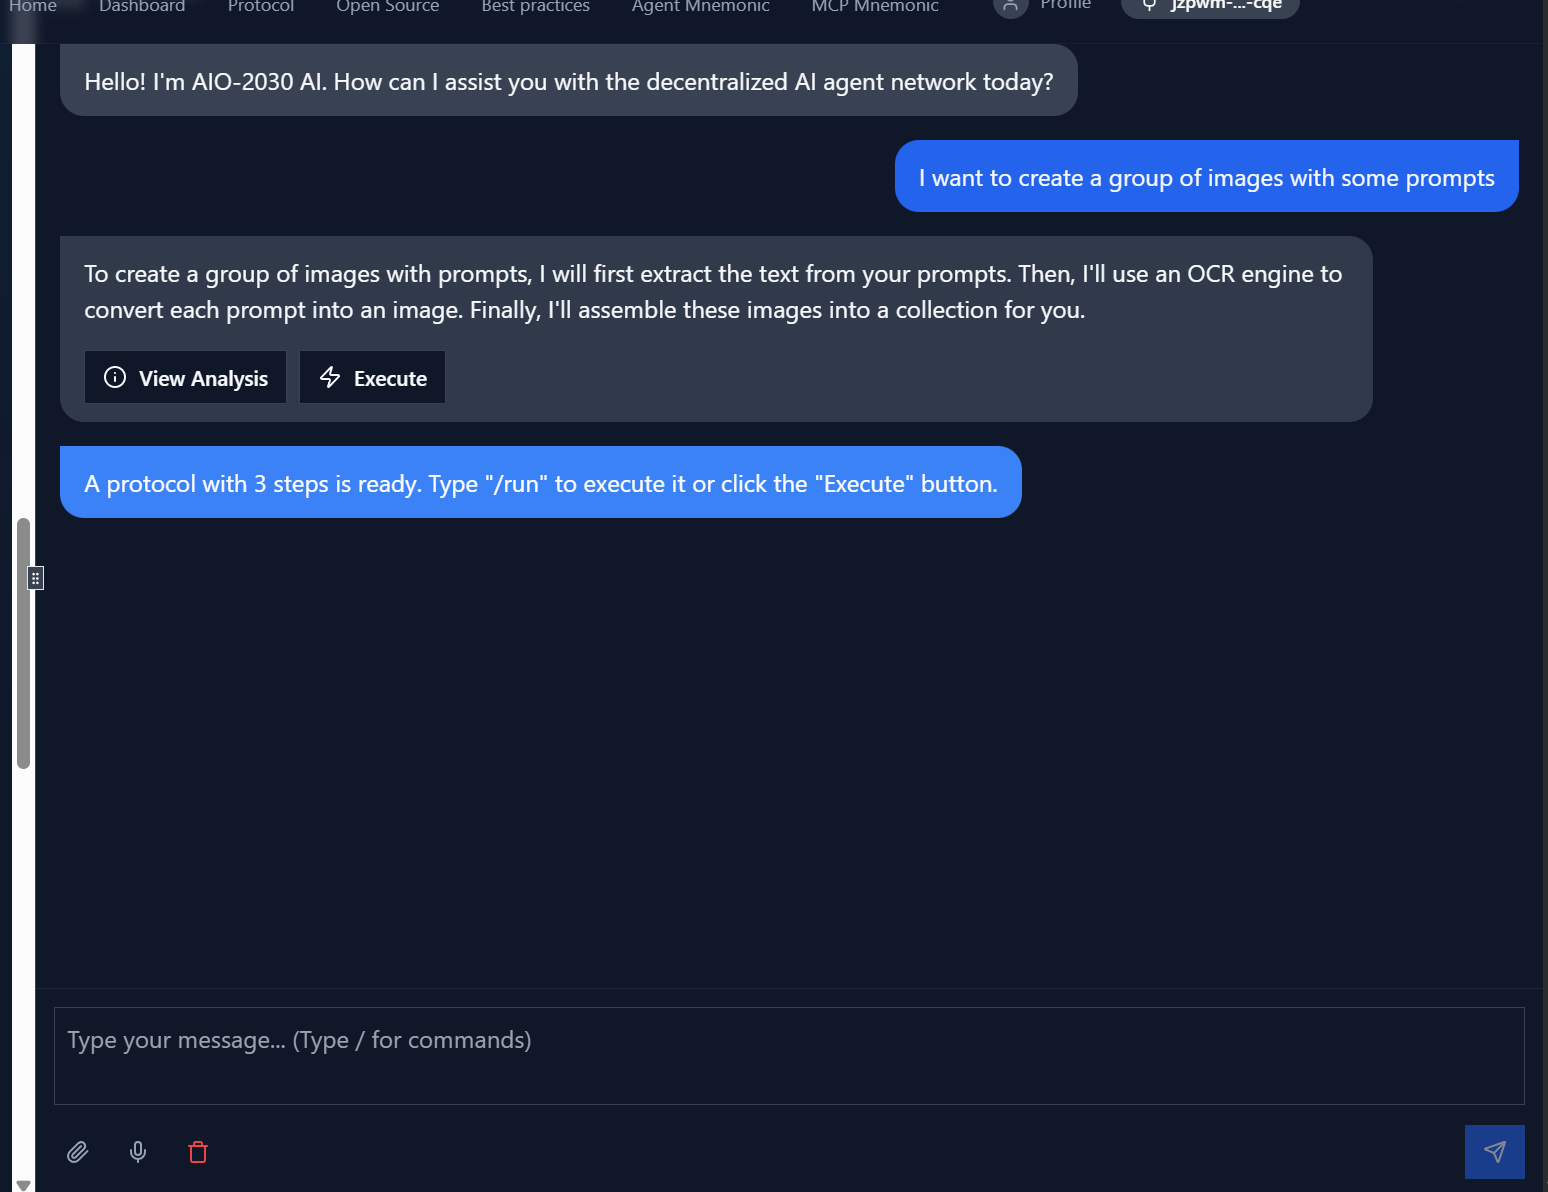 Home Dashboard Protocol Open Source Best practices Agent Mnemonic MCP Mnemonic Profile jzpwm-...-cqe
Hello! I'm AIO-2030 AI. How can I assist you with the decentralized AI agent network today?
I want to create a group of images with some prompts
To create a group of images with prompts, I will first extract the text from your prompts. Then, I'll use an OCR engine to
convert each prompt into an image. Finally, I'll assemble these images into a collection for you.
View Analysis Execute
A protocol with 3 steps is ready. Type "/run" to execute it or click the "Execute" button.
Type your message... (Type / for commands)